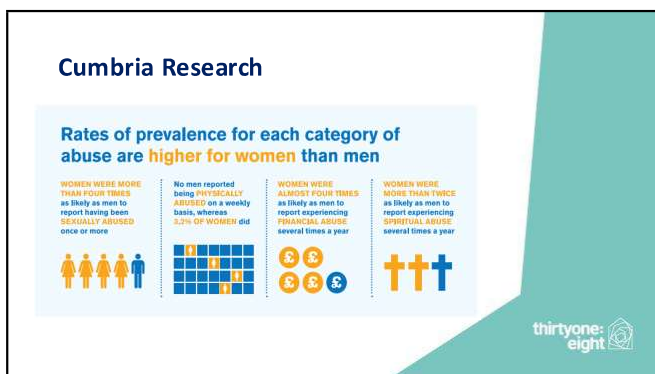 Cumbria Research
Rates of prevalence for each category of
abuse are higher for women than men
WOMEN WERE MORE
THAN FOUR TIMES
as likely as men to
report having been
SEXUALLY ABUSED
once or more
No men reported
being PHYSICALLY
ABUSED on a weekly
basis, whereas
3.2% OF WOMEN did
WOMEN WERE
ALMOST FOUR TIMES
as likely as men to
report experiencing
FINANCIAL ABUSE
several times a year
WOMEN WERE
MORE THAN TWICE
as likely as men to
report experiencing
SPIRITUAL ABUSE
several times a year
£ £
£ £ £
thirtyone:
eight